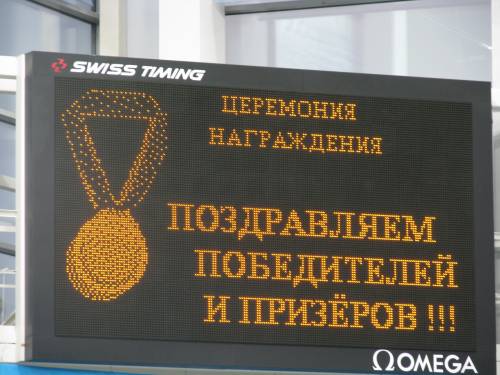 SWISS TIMING
ЦЕРЕМОНИЯ
НАГРАЖДЕНИЯ
ПОЗДРАВЛЯЕМ
ПОБЕДИТЕЛЕЙ
И ПРИЗЁРОВ !!!
ΩOMEGA